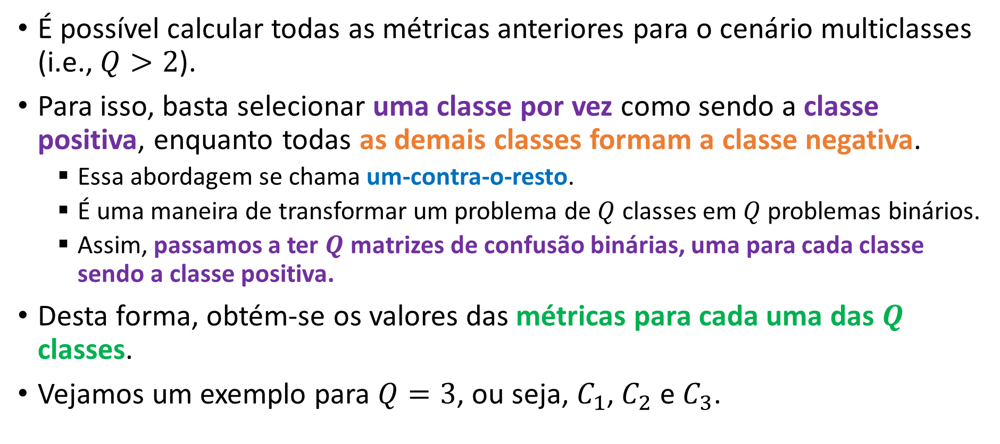 • É possível calcular todas as métricas anteriores para o cenário multiclasses
(i.e., Q > 2).
• Para isso, basta selecionar uma classe por vez como sendo a classe
positiva, enquanto todas as demais classes formam a classe negativa.
▪ Essa abordagem se chama um-contra-o-resto.
▪ É uma maneira de transformar um problema de Q classes em Q problemas binários.
▪ Assim, passamos a ter Q matrizes de confusão binárias, uma para cada classe
sendo a classe positiva.
• Desta forma, obtém-se os valores das métricas para cada uma das Q
classes.
• Vejamos um exemplo para Q = 3, ou seja, C₁, C₂ e C₃.